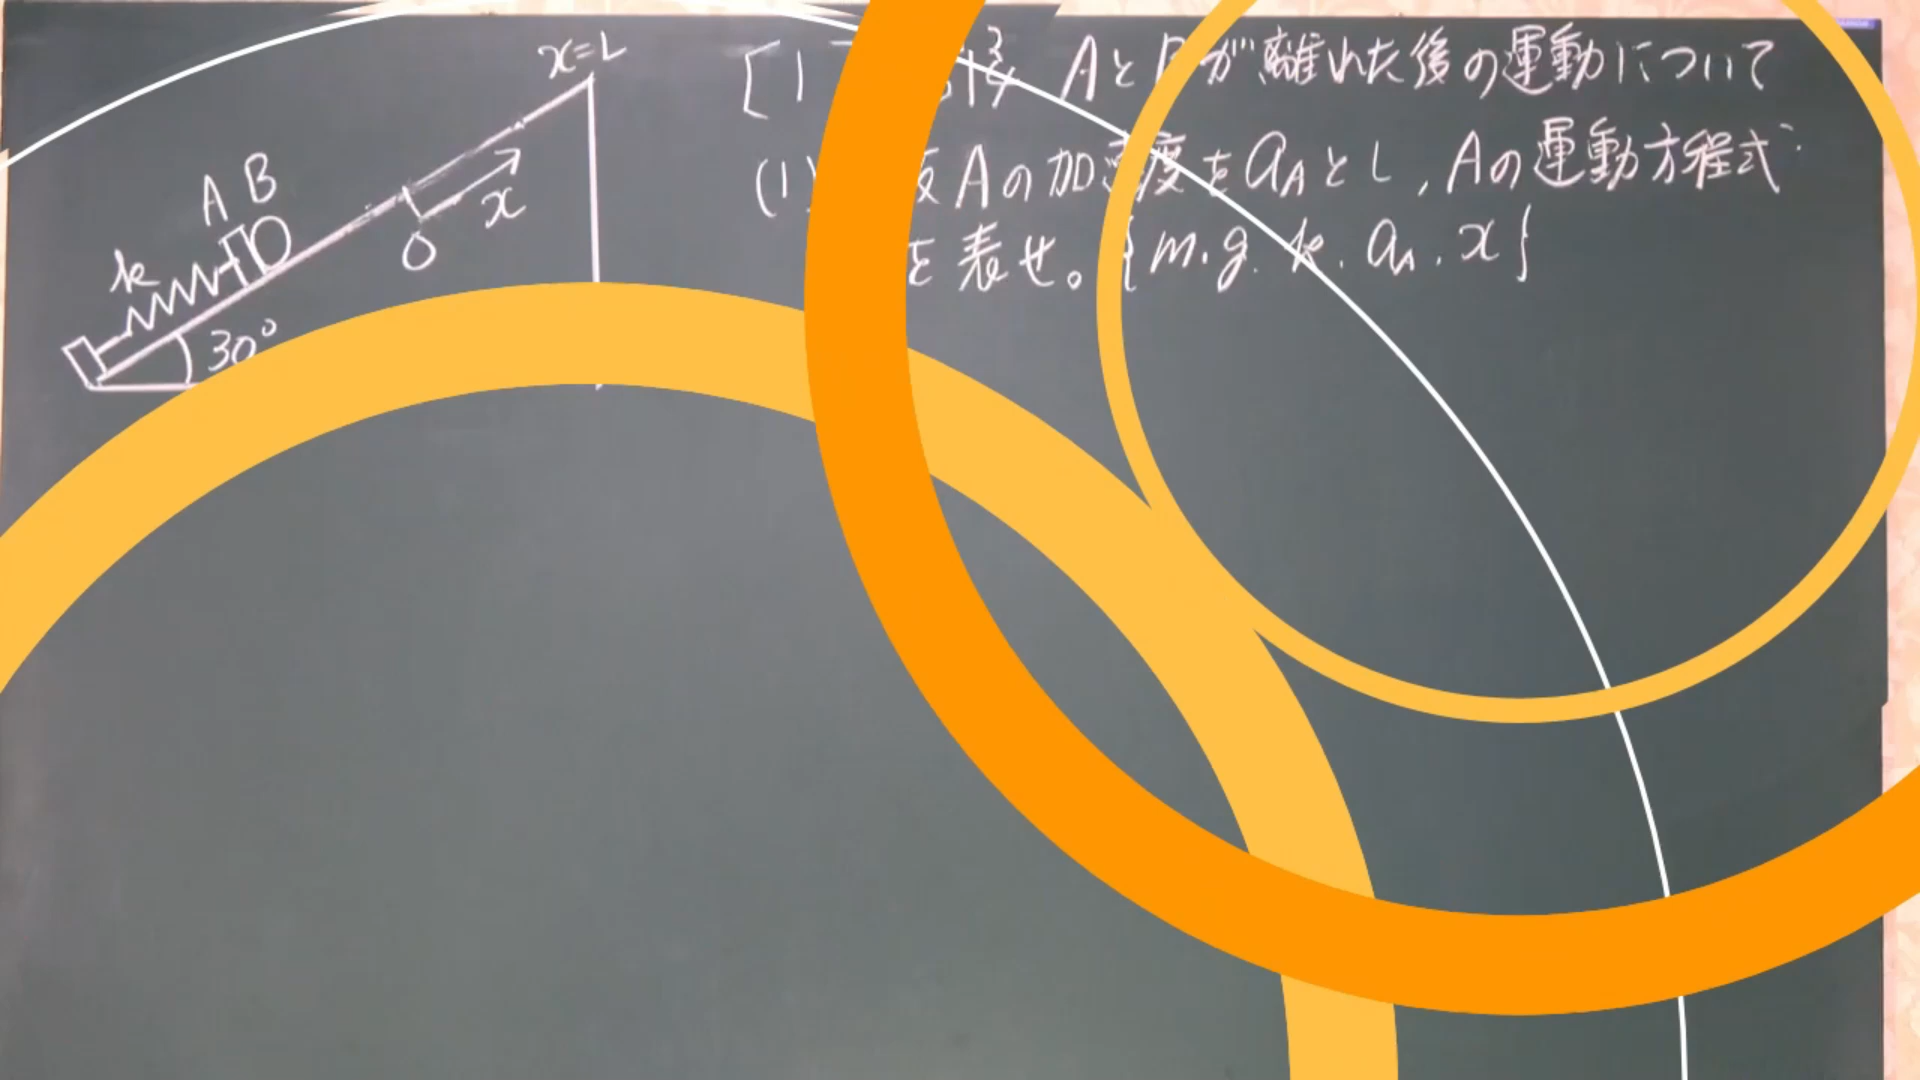 x=L
A B
k
x
O
30°
AとBが離れた後の運動について
(1) Aの加速度をaAとし,Aの運動方程式
を表せ。{m.g.k.aA.x}